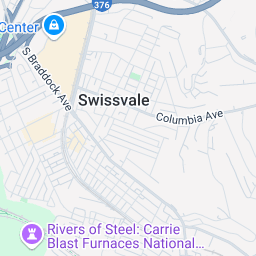 Center
376
S Braddock Ave
Swissvale
Columbia Ave
Rivers of Steel: Carrie
Blast Furnaces National...